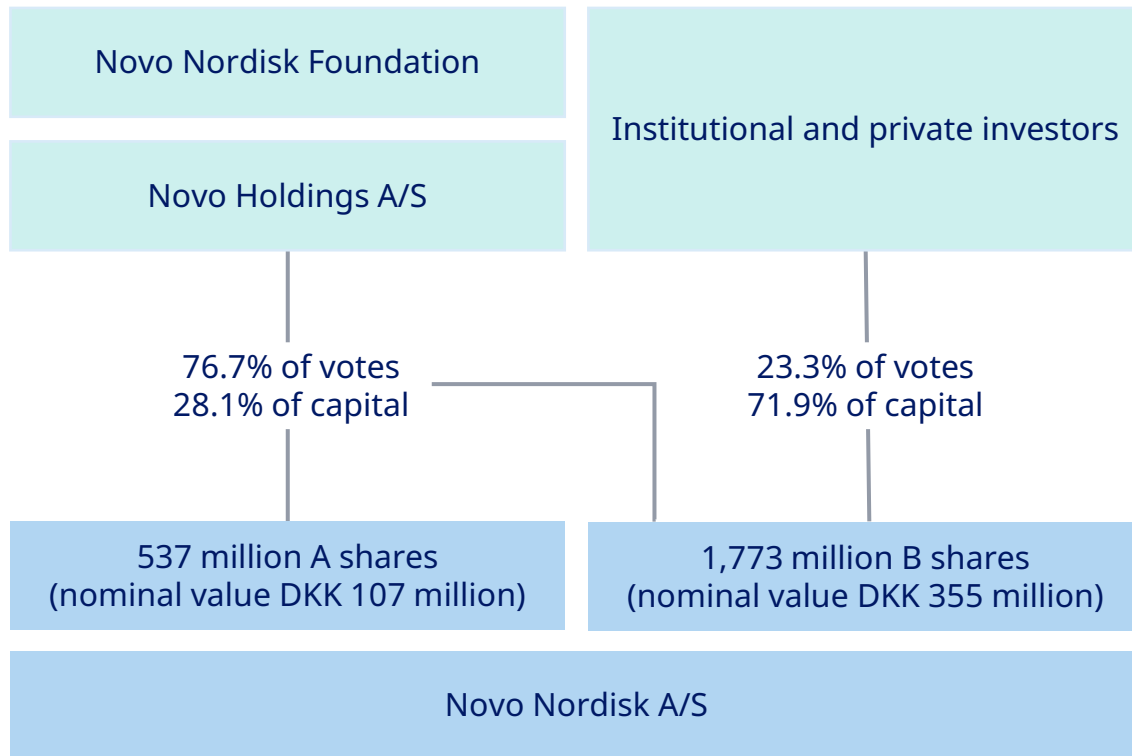 Novo Nordisk Foundation
Novo Holdings A/S
Institutional and private investors
76.7% of votes
28.1% of capital
23.3% of votes
71.9% of capital
537 million A shares
(nominal value DKK 107 million)
1,773 million B shares
(nominal value DKK 355 million)
Novo Nordisk A/S